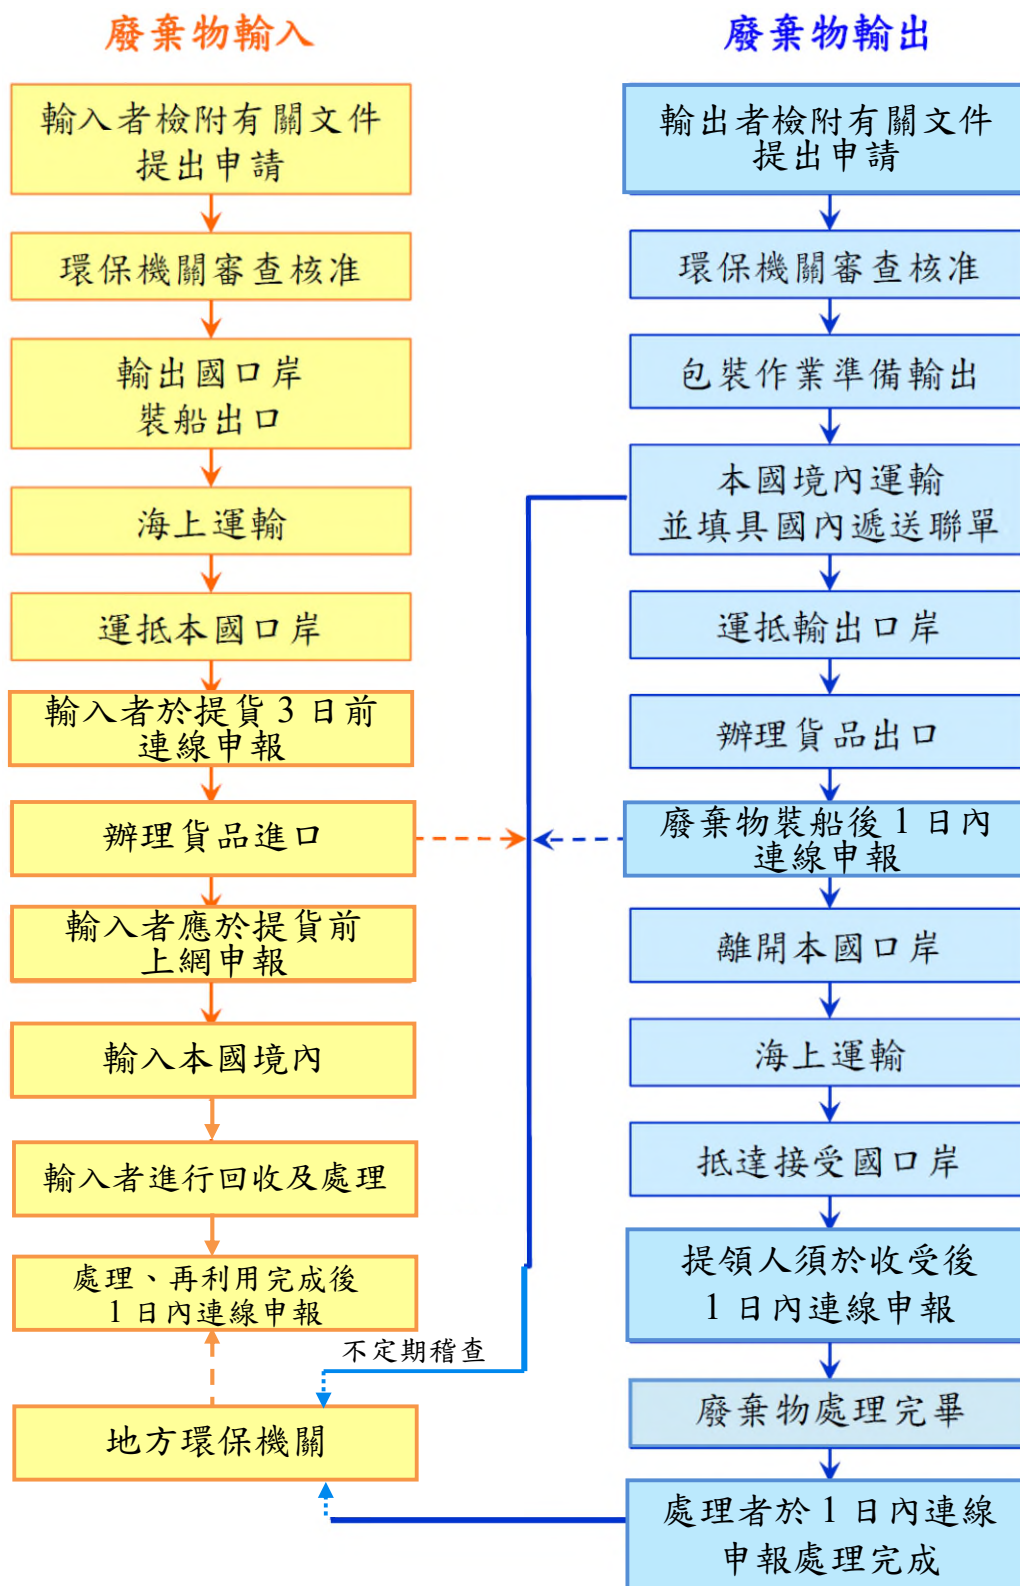 廢棄物輸入
輸入者檢附有關文件
提出申請
環保機關審查核准
輸出國口岸
裝船出口
海上運輸
運抵本國口岸
輸入者於提貨 3 日前
連線申報
辦理貨品進口
輸入者應於提貨前
上網申報
輸入本國境內
輸入者進行回收及處理
處理、再利用完成後
1 日內連線申報
不定期稽查
地方環保機關
廢棄物輸出
輸出者檢附有關文件
提出申請
環保機關審查核准
包裝作業準備輸出
本國境內運輸
並填具國內遞送聯單
運抵輸出口岸
辦理貨品出口
廢棄物裝船後 1 日內
連線申報
離開本國口岸
海上運輸
抵達接受國口岸
提領人須於收受後
1 日內連線申報
廢棄物處理完畢
處理者於 1 日內連線
申報處理完成